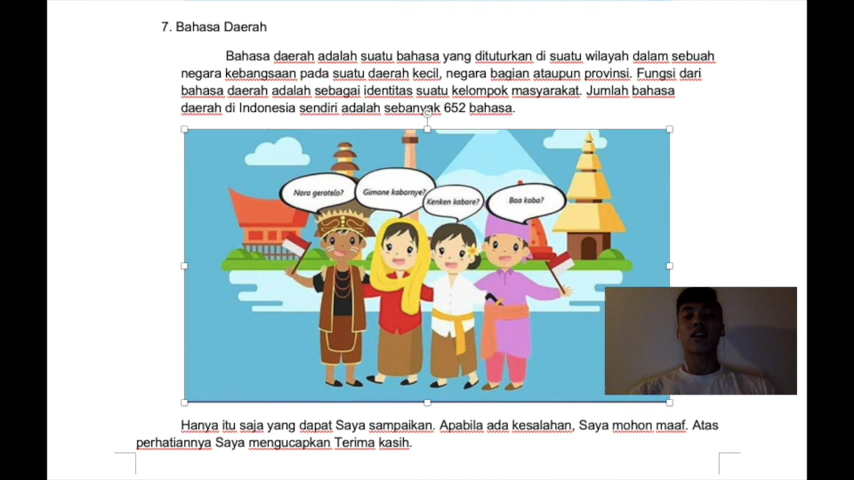 7. Bahasa Daerah
Bahasa daerah adalah suatu bahasa yang dituturkan di suatu wilayah dalam sebuah
negara kebangsaan pada suatu daerah kecil, negara bagian ataupun provinsi. Fungsi dari
bahasa daerah adalah sebagai identitas suatu kelompok masyarakat. Jumlah bahasa
daerah di Indonesia sendiri adalah sebanyak 652 bahasa.
Nara gerotelo?
Gimane kabarnye?
Kenken kabare?
Baa kaba?
Hanya itu saja yang dapat Saya sampaikan. Apabila ada kesalahan, Saya mohon maaf. Atas
perhatiannya Saya mengucapkan Terima kasih.